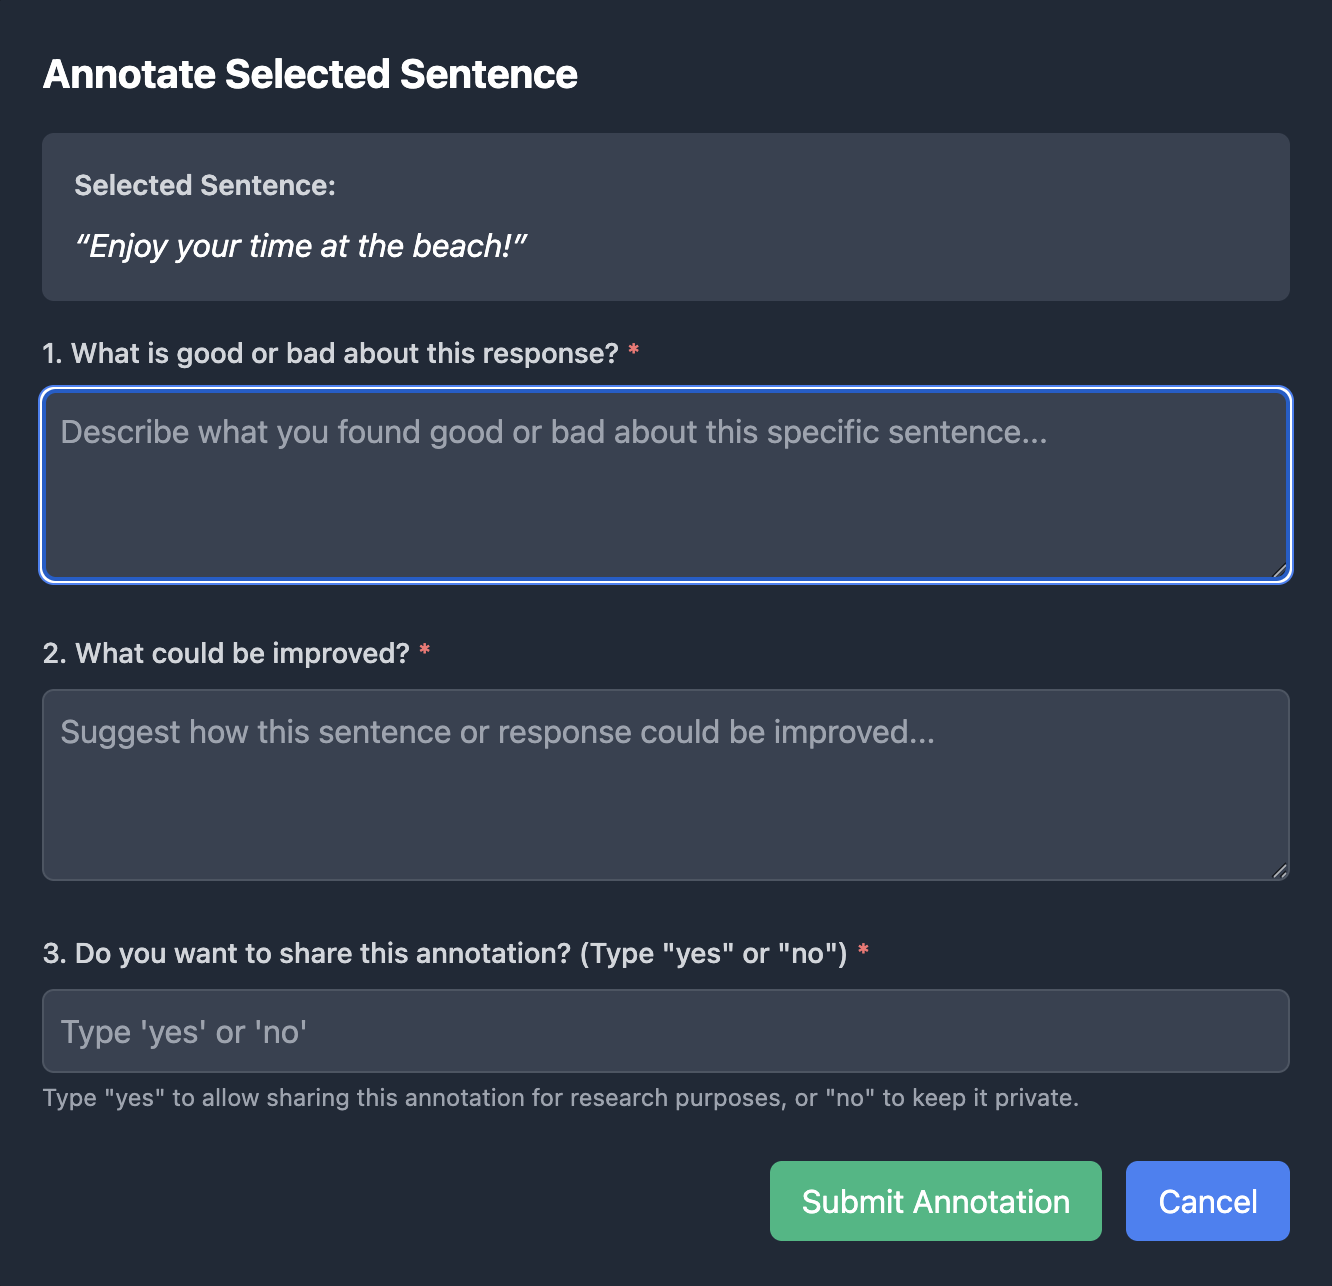 Annotate Selected Sentence
Selected Sentence:
“Enjoy your time at the beach!”
1. What is good or bad about this response? *
Describe what you found good or bad about this specific sentence...
2. What could be improved? *
Suggest how this sentence or response could be improved...
3. Do you want to share this annotation? (Type "yes" or "no") *
Type 'yes' or 'no'
Type "yes" to allow sharing this annotation for research purposes, or "no" to keep it private.
Submit Annotation
Cancel